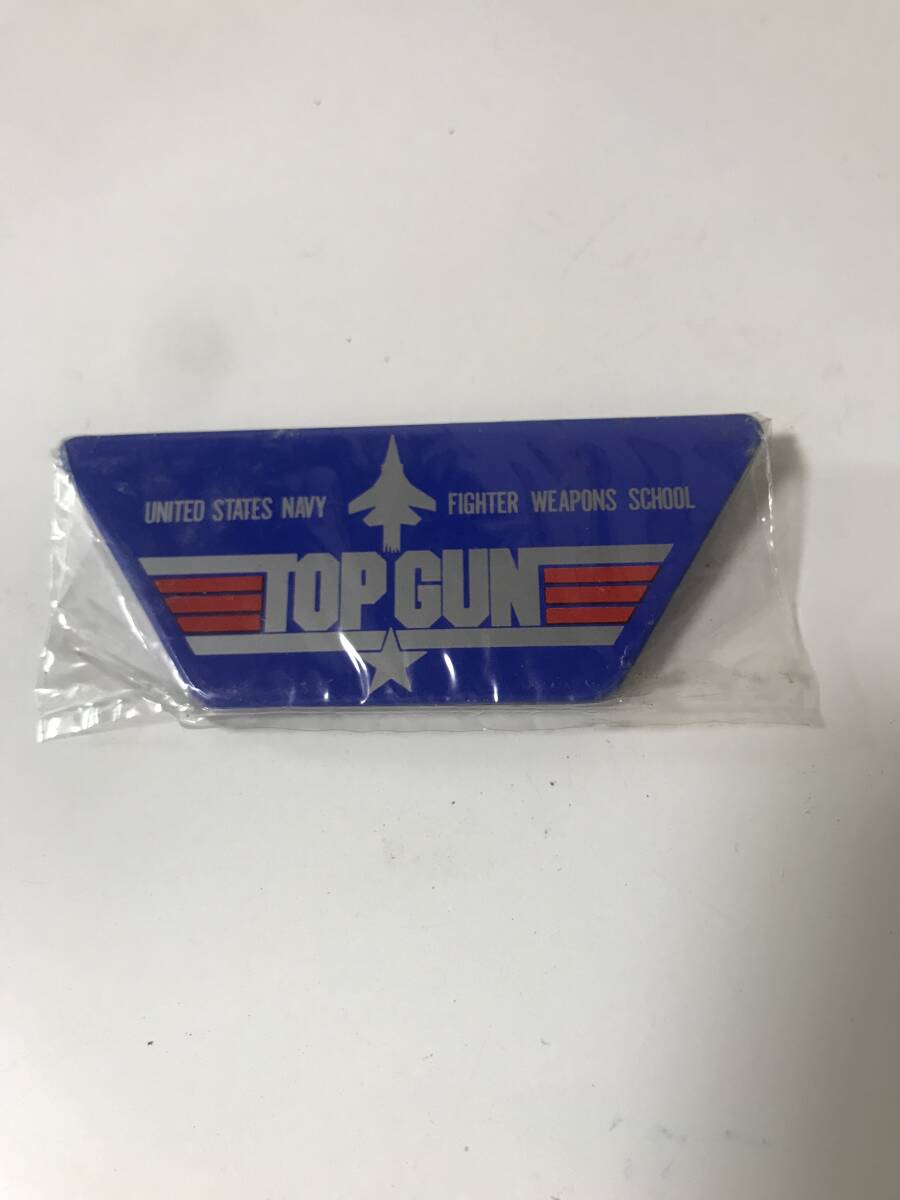 UNITED STATES NAVY FIGHTER WEAPONS SCHOOL
TOP GUN